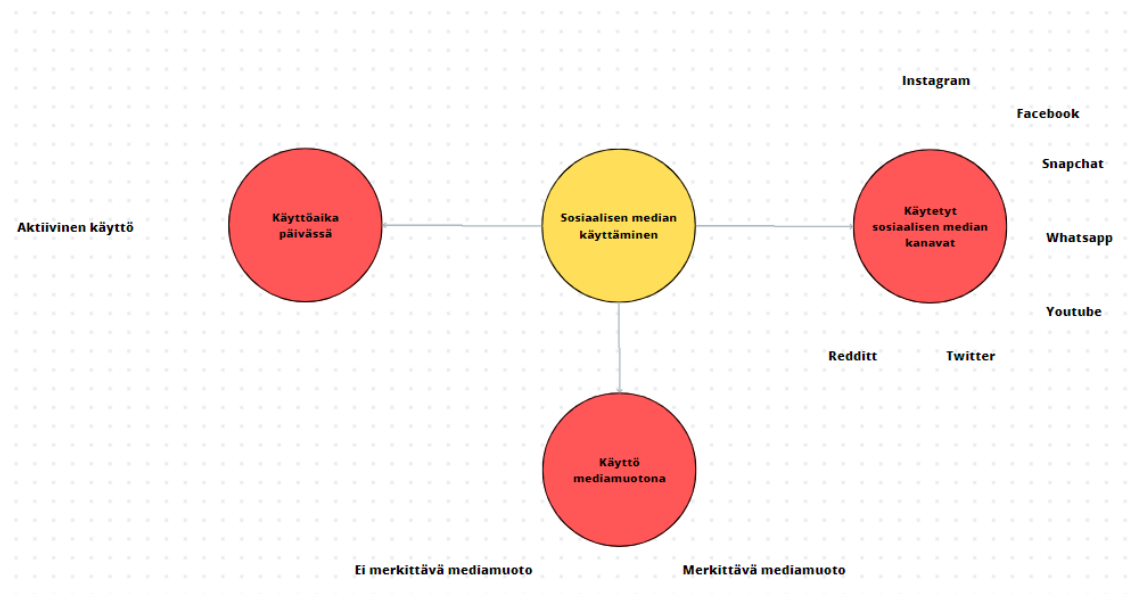 Instagram
Facebook
Snapchat
Käyttöaika
päivässä
Sosiaalisen median
käyttäminen
Käytetyt
sosiaalisen median
kanavat
Aktiivinen käyttö
Whatsapp
Youtube
Redditt
Twitter
Käyttö
mediamuotona
Ei merkittävä mediamuoto
Merkittävä mediamuoto